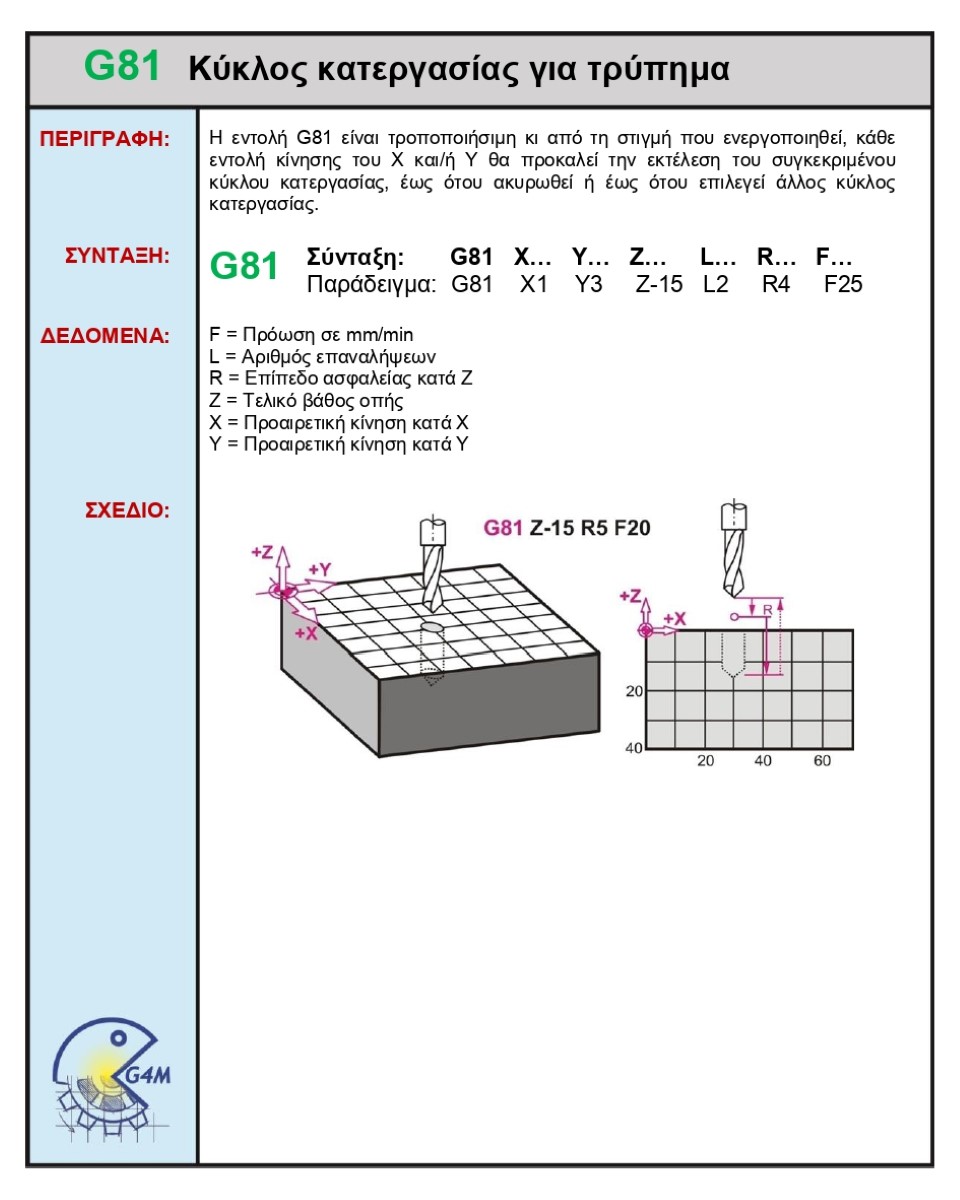 G81 Κύκλος κατεργασίας για τρύπημα
ΠΕΡΙΓΡΑΦΗ:
Η εντολή G81 είναι τροποποιήσιμη κι από τη στιγμή που ενεργοποιηθεί, κάθε
εντολή κίνησης του Χ και/ή Υ θα προκαλεί την εκτέλεση του συγκεκριμένου
κύκλου κατεργασίας, έως ότου ακυρωθεί ή έως ότου επιλεγεί άλλος κύκλος
κατεργασίας.
ΣΥΝΤΑΞΗ:
G81
Σύνταξη: G81 X… Y… Z… L… R… F…
Παράδειγμα: G81 X1 Y3 Z-15 L2 R4 F25
ΔΕΔΟΜΕΝΑ:
F = Πρόωση σε mm/min
L = Αριθμός επαναλήψεων
R = Επίπεδο ασφαλείας κατά Z
Z = Τελικό βάθος οπής
X = Προαιρετική κίνηση κατά X
Y = Προαιρετική κίνηση κατά Y
ΣΧΕΔΙΟ:
G81 Z-15 R5 F20
+Z
+Y
+X
+Z
+X
R
20
40
20 40 60
G4M